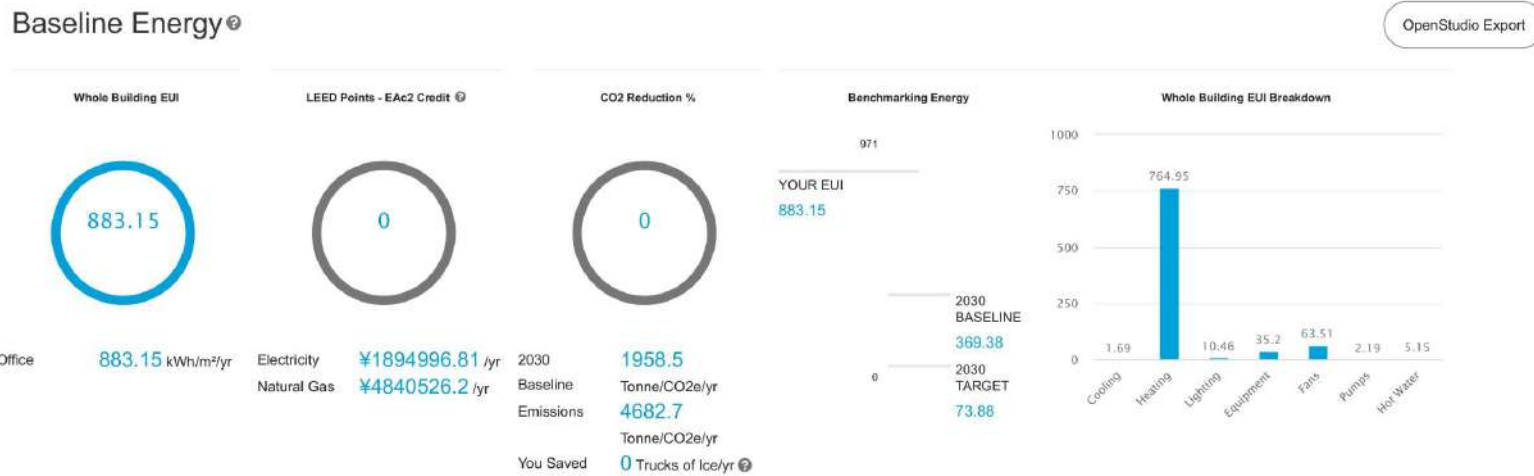 Baseline Energy
OpenStudio Export
Whole Building EUI
883.15
Office 883.15 kWh/m²/yr
LEED Points - EAc2 Credit
0
Electricity ¥1894996.81 /yr
Natural Gas ¥4840526.2 /yr
CO2 Reduction %
0
2030 1958.5
Baseline Tonne/CO2e/yr
Emissions 4682.7
Tonne/CO2e/yr
You Saved 0 Trucks of Ice/yr
Benchmarking Energy
971
YOUR EUI
883.15
2030
BASELINE
369.38
0
2030
TARGET
73.88
Whole Building EUI Breakdown
1000
750
500
250
0
1.69
764.95
10.46
35.2
63.51
2.19
5.15
Cooling
Heating
Lighting
Equipment
Fans
Pumps
Hot Water